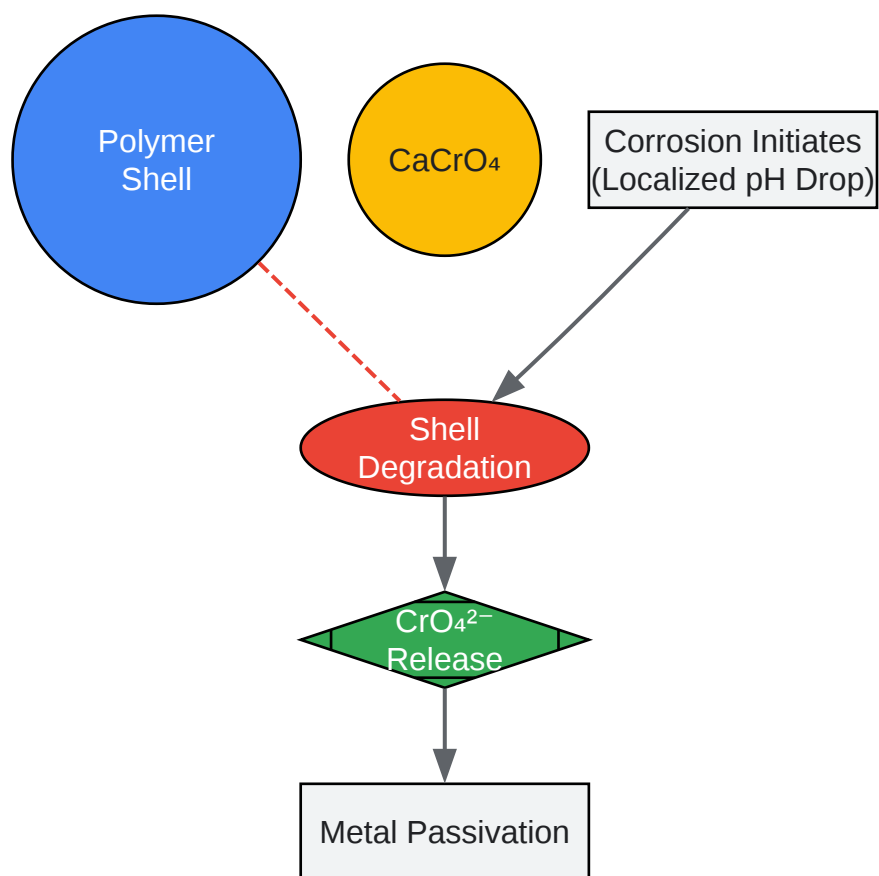 Polymer
Shell
CaCrO₄
Corrosion Initiates
(Localized pH Drop)
Shell
Degradation
CrO₄²⁻
Release
Metal Passivation